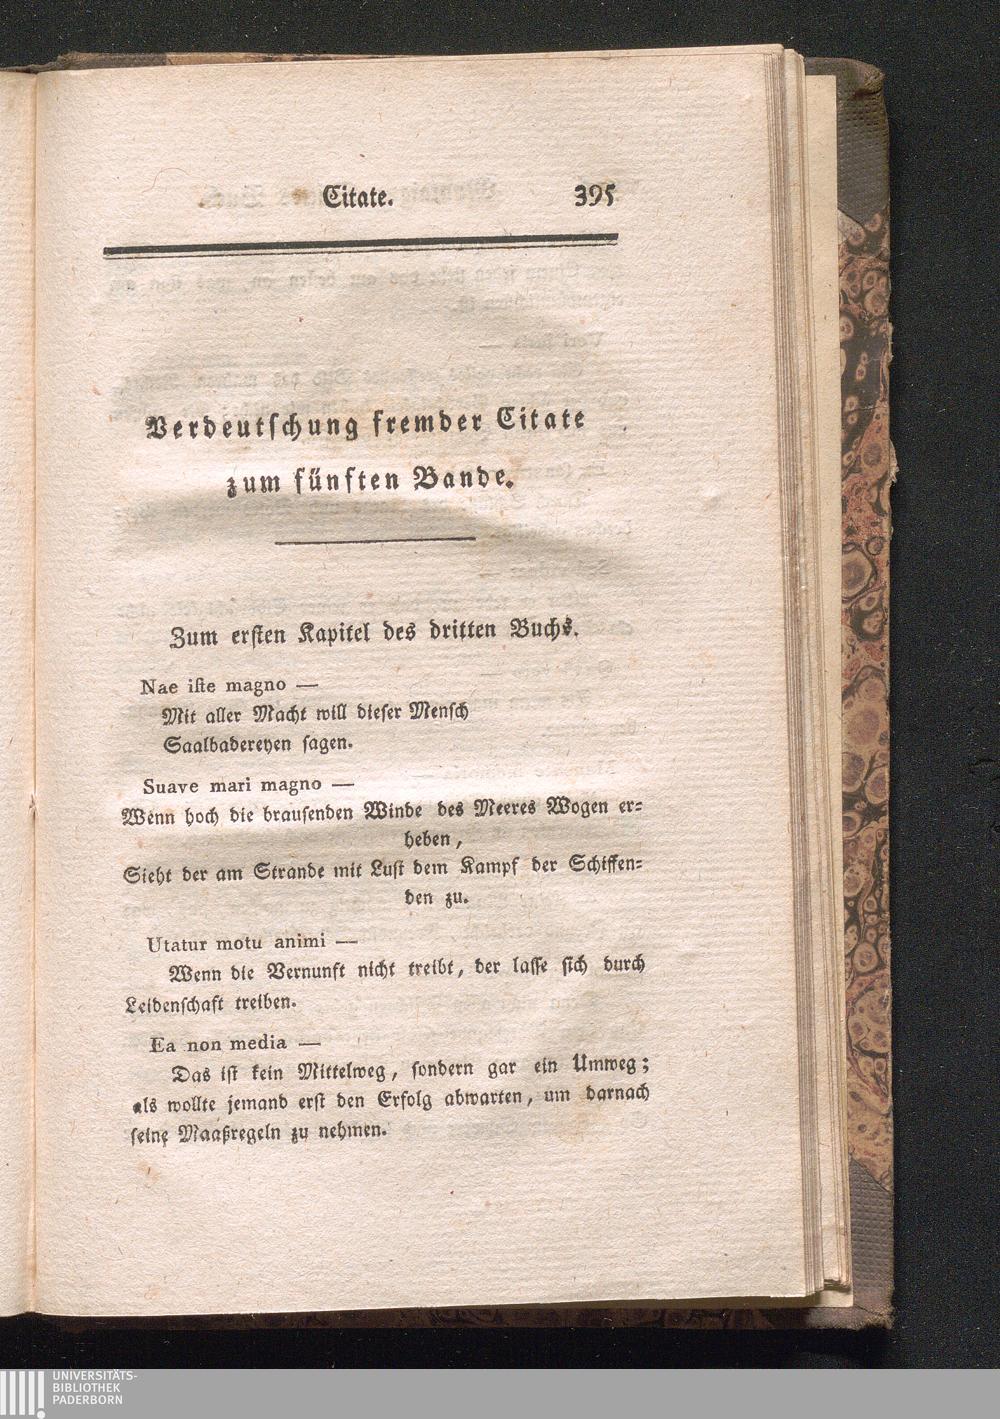 Citate. 395
Verdeutſchung fremder Citate
zum fünften Bande.
Zum erſten Kapitel des dritten Buchs.
Nae iſte magno —
Mit aller Macht will dieſer Menſch
Saalbadereyen ſagen.
Suave mari magno —
Wenn hoch die brauſenden Winde des Meeres Wogen er⸗
heben,
Sieht der am Strande mit Luſt dem Kampf der Schiffen⸗
den zu.
Utatur motu animi —
Wenn die Vernunft nicht treibt, der laſſe ſich durch
Leidenſchaft treiben.
Ea non media —
Das iſt kein Mittelweg, ſondern gar ein Umweg;
als wollte jemand erſt den Erfolg abwarten, um darnach
ſeine Maaßregeln zu nehmen.
UNIVERSITÄTS-
BIBLIOTHEK
PADERBORN